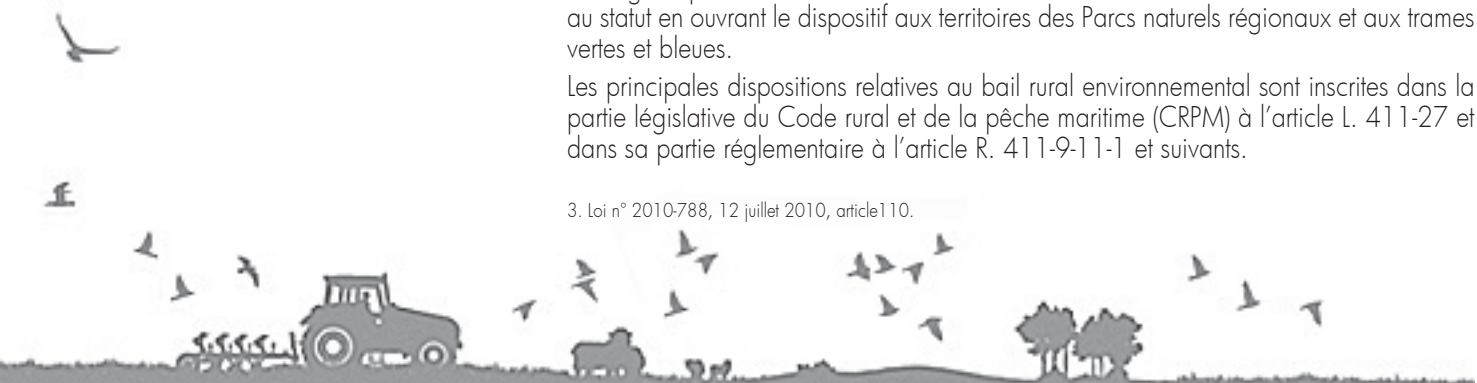 au statut en ouvrant le dispositif aux territoires des Parcs naturels régionaux et aux trames
vertes et bleues.
Les principales dispositions relatives au bail rural environnemental sont inscrites dans la
partie législative du Code rural et de la pêche maritime (CRPM) à l'article L. 411-27 et
dans sa partie réglementaire à l'article R. 411-9-11-1 et suivants.
3. Loi n° 2010-788, 12 juillet 2010, article110.